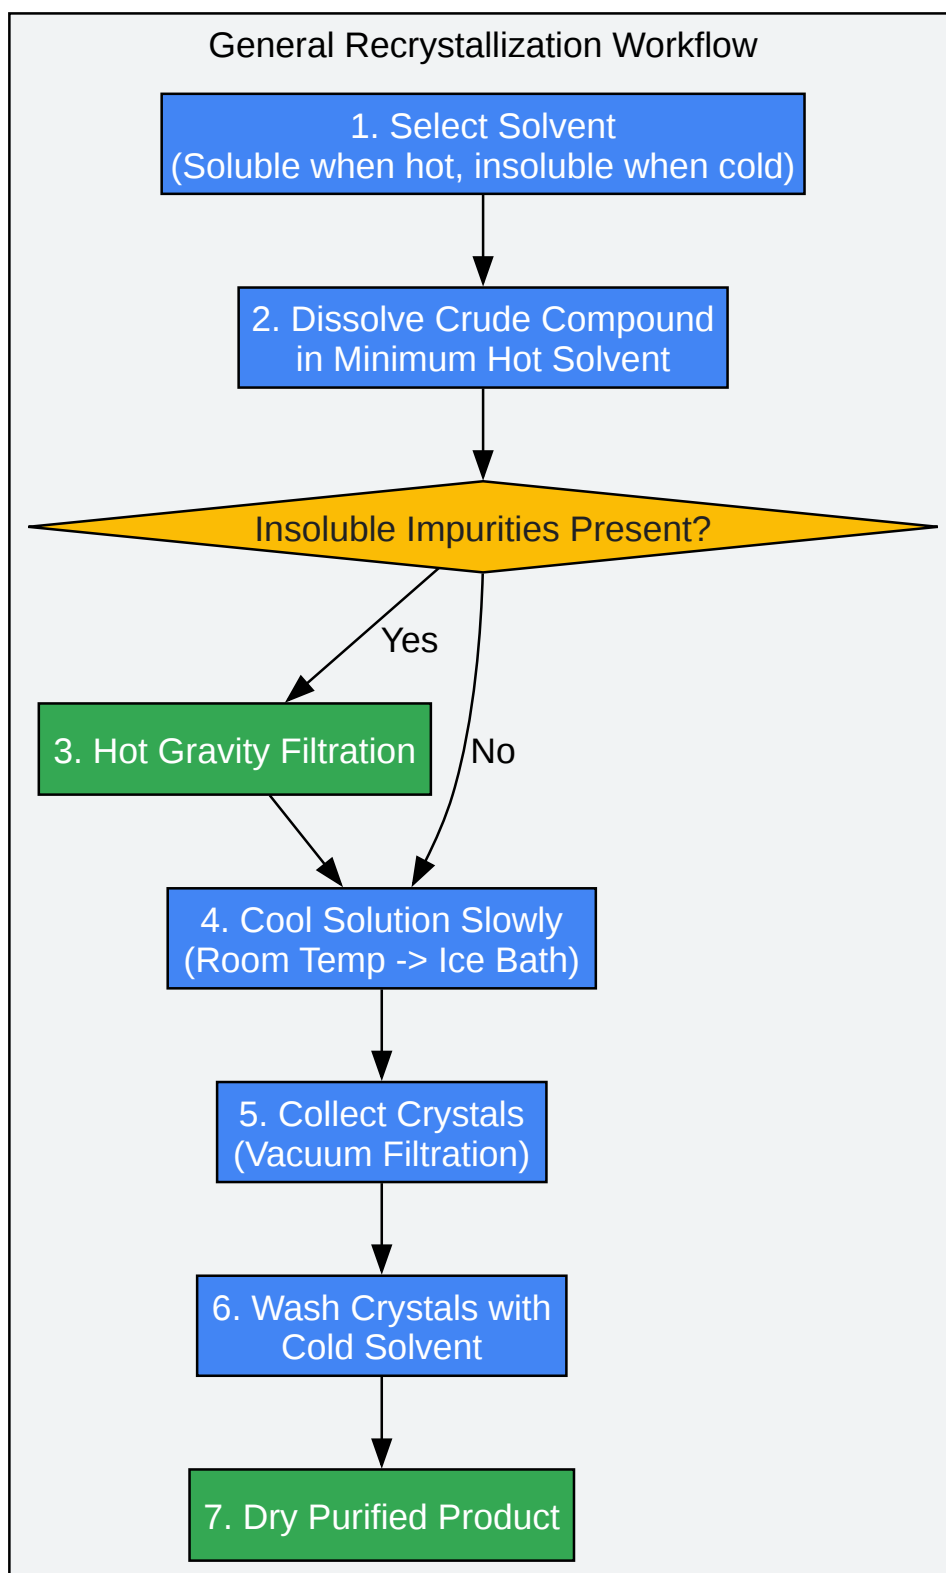 General Recrystallization Workflow
1. Select Solvent
(Soluble when hot, insoluble when cold)
2. Dissolve Crude Compound
in Minimum Hot Solvent
Insoluble Impurities Present?
Yes
3. Hot Gravity Filtration
No
4. Cool Solution Slowly
(Room Temp -> Ice Bath)
5. Collect Crystals
(Vacuum Filtration)
6. Wash Crystals with
Cold Solvent
7. Dry Purified Product